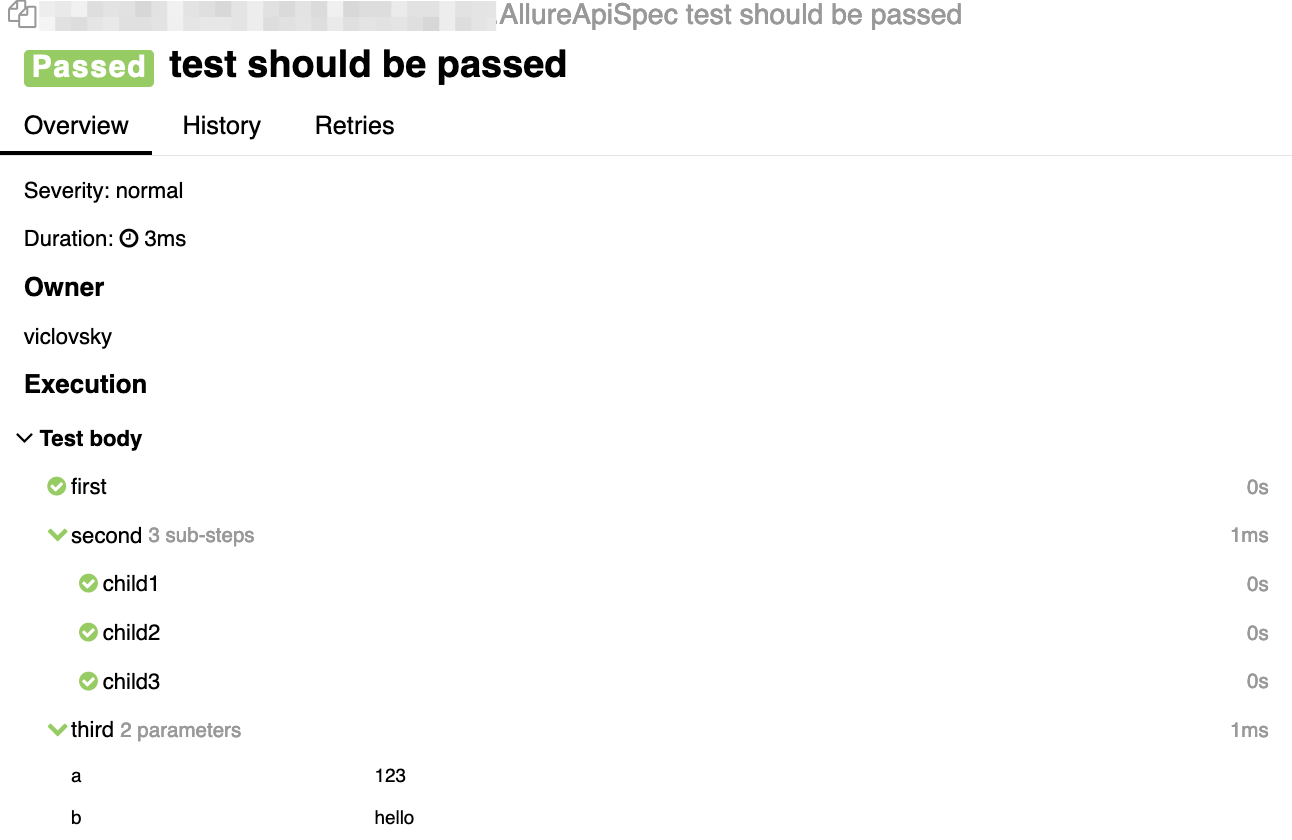 .AllureApiSpec test should be passed
Passed test should be passed
Overview History Retries
Severity: normal
Duration: 3ms
Owner
viclovsky
Execution
Test body
first 0s
second 3 sub-steps 1ms
child1 0s
child2 0s
child3 0s
third 2 parameters 1ms
a 123
b hello